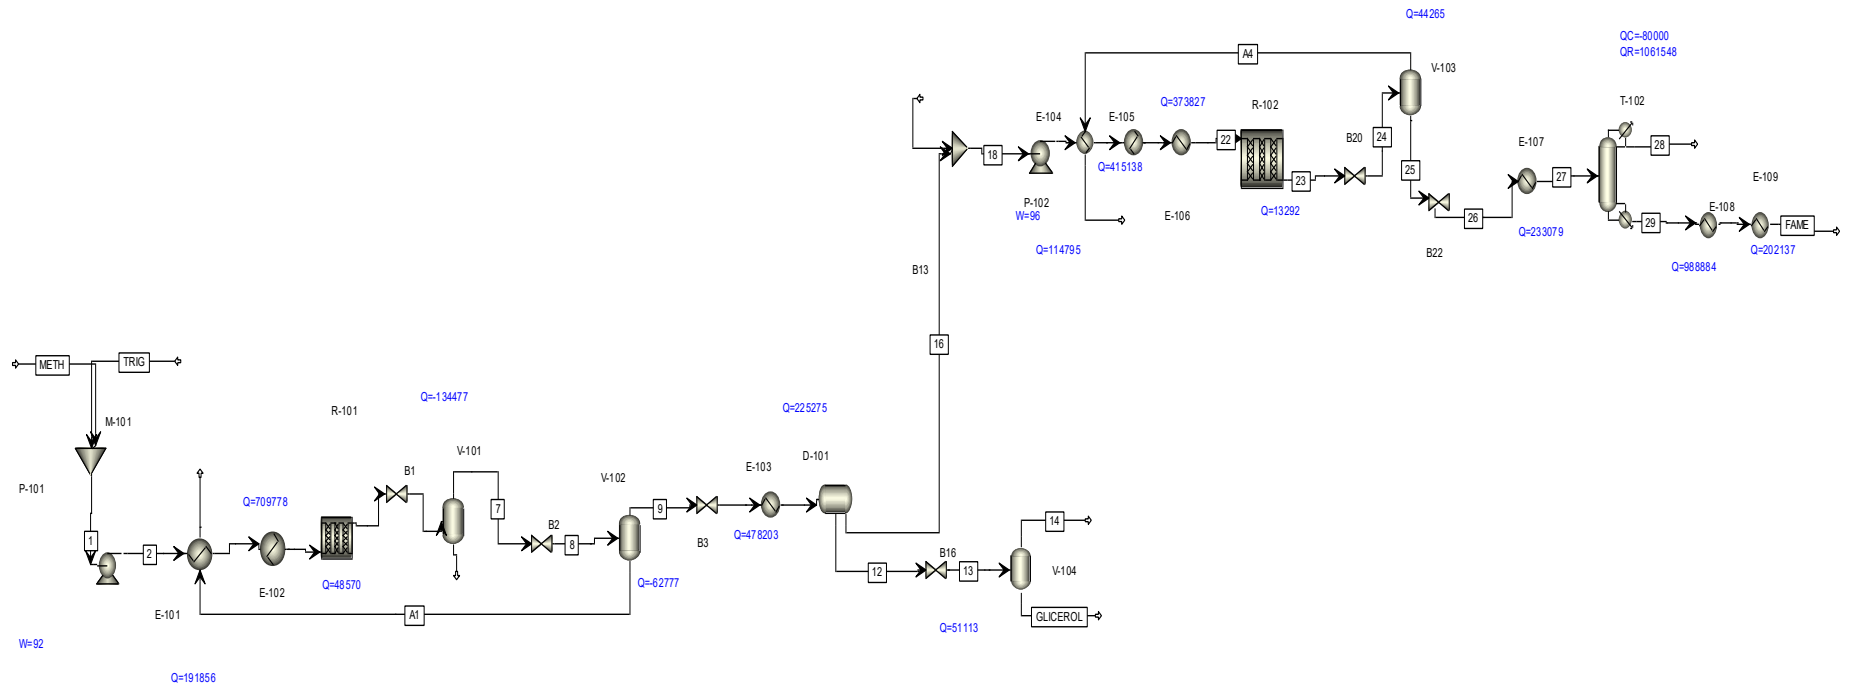 Q=44265
QC=-80000
QR=1061548
A4
V-103
Q=373827
T-102
E-104
E-105
R-102
B20
24
E-107
28
18
22
Q=415138
25
27
E-109
23
P-102
W=96
E-106
Q=13292
26
29
E-108
FAME
Q=114795
B22
Q=233079
Q=988884
Q=202137
B13
16
METH
TRIG
Q=-134477
Q=225275
R-101
M-101
V-101
V-102
E-103
D-101
B1
P-101
Q=709778
7
9
B2
Q=478203
14
1
2
8
B3
B16
12
13
V-104
E-102
Q=48570
Q=-62777
E-101
A1
GLICEROL
Q=51113
W=92
Q=191856